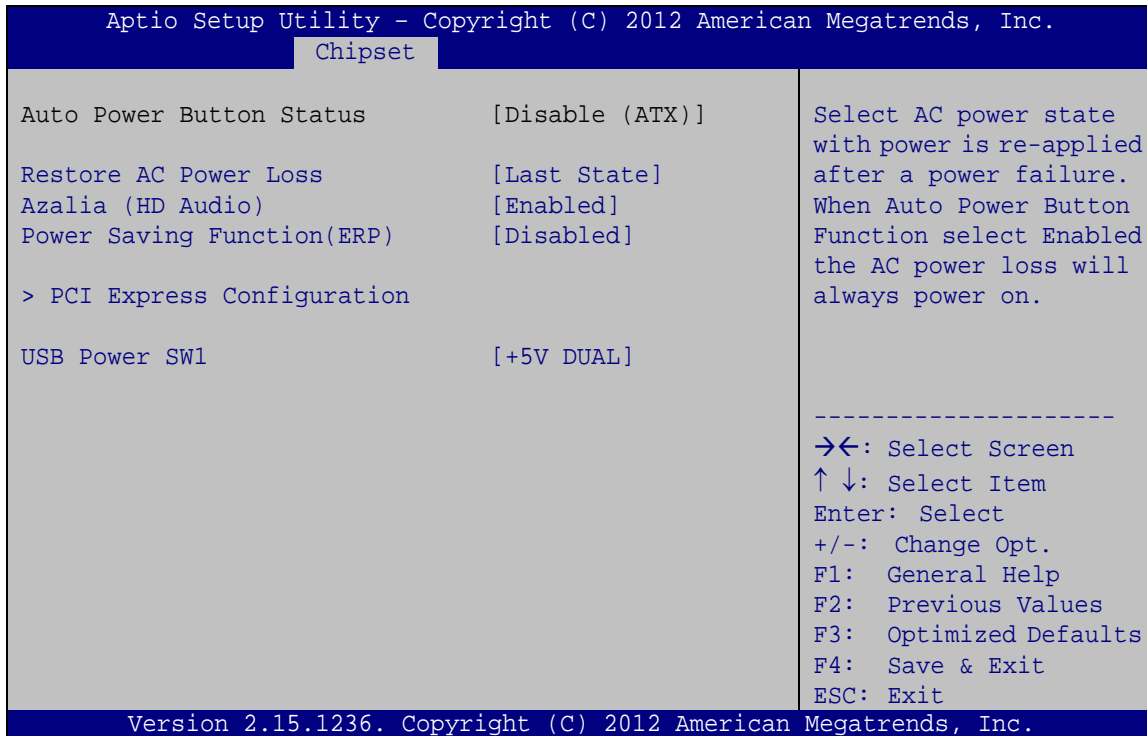 Aptio Setup Utility – Copyright (C) 2012 American Megatrends, Inc.
Chipset
Auto Power Button Status [Disable (ATX)]
Restore AC Power Loss [Last State]
Azalia (HD Audio) [Enabled]
Power Saving Function(ERP) [Disabled]
> PCI Express Configuration
USB Power SW1 [+5V DUAL]
Select AC power state
with power is re-applied
after a power failure.
When Auto Power Button
Function select Enabled
the AC power loss will
always power on.
---------------------
→←: Select Screen
↑ ↓: Select Item
Enter: Select
+/-: Change Opt.
F1: General Help
F2: Previous Values
F3: Optimized Defaults
F4: Save & Exit
ESC: Exit
Version 2.15.1236. Copyright (C) 2012 American Megatrends, Inc.